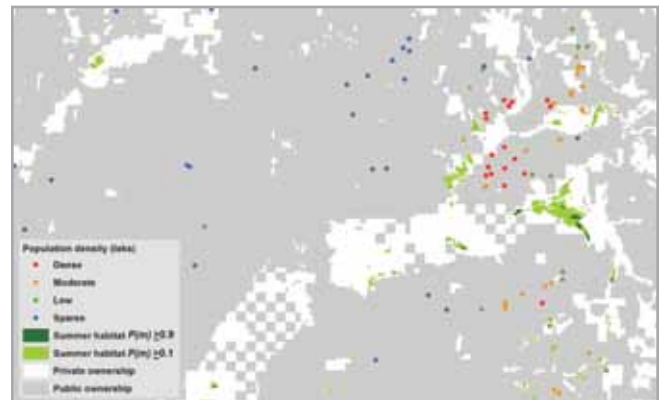 Population density (leks)
Dense
Moderate
Low
Sparse
Summer habitat P(m) ≥0.9
Summer habitat P(m) ≥0.1
Private ownership
Public ownership